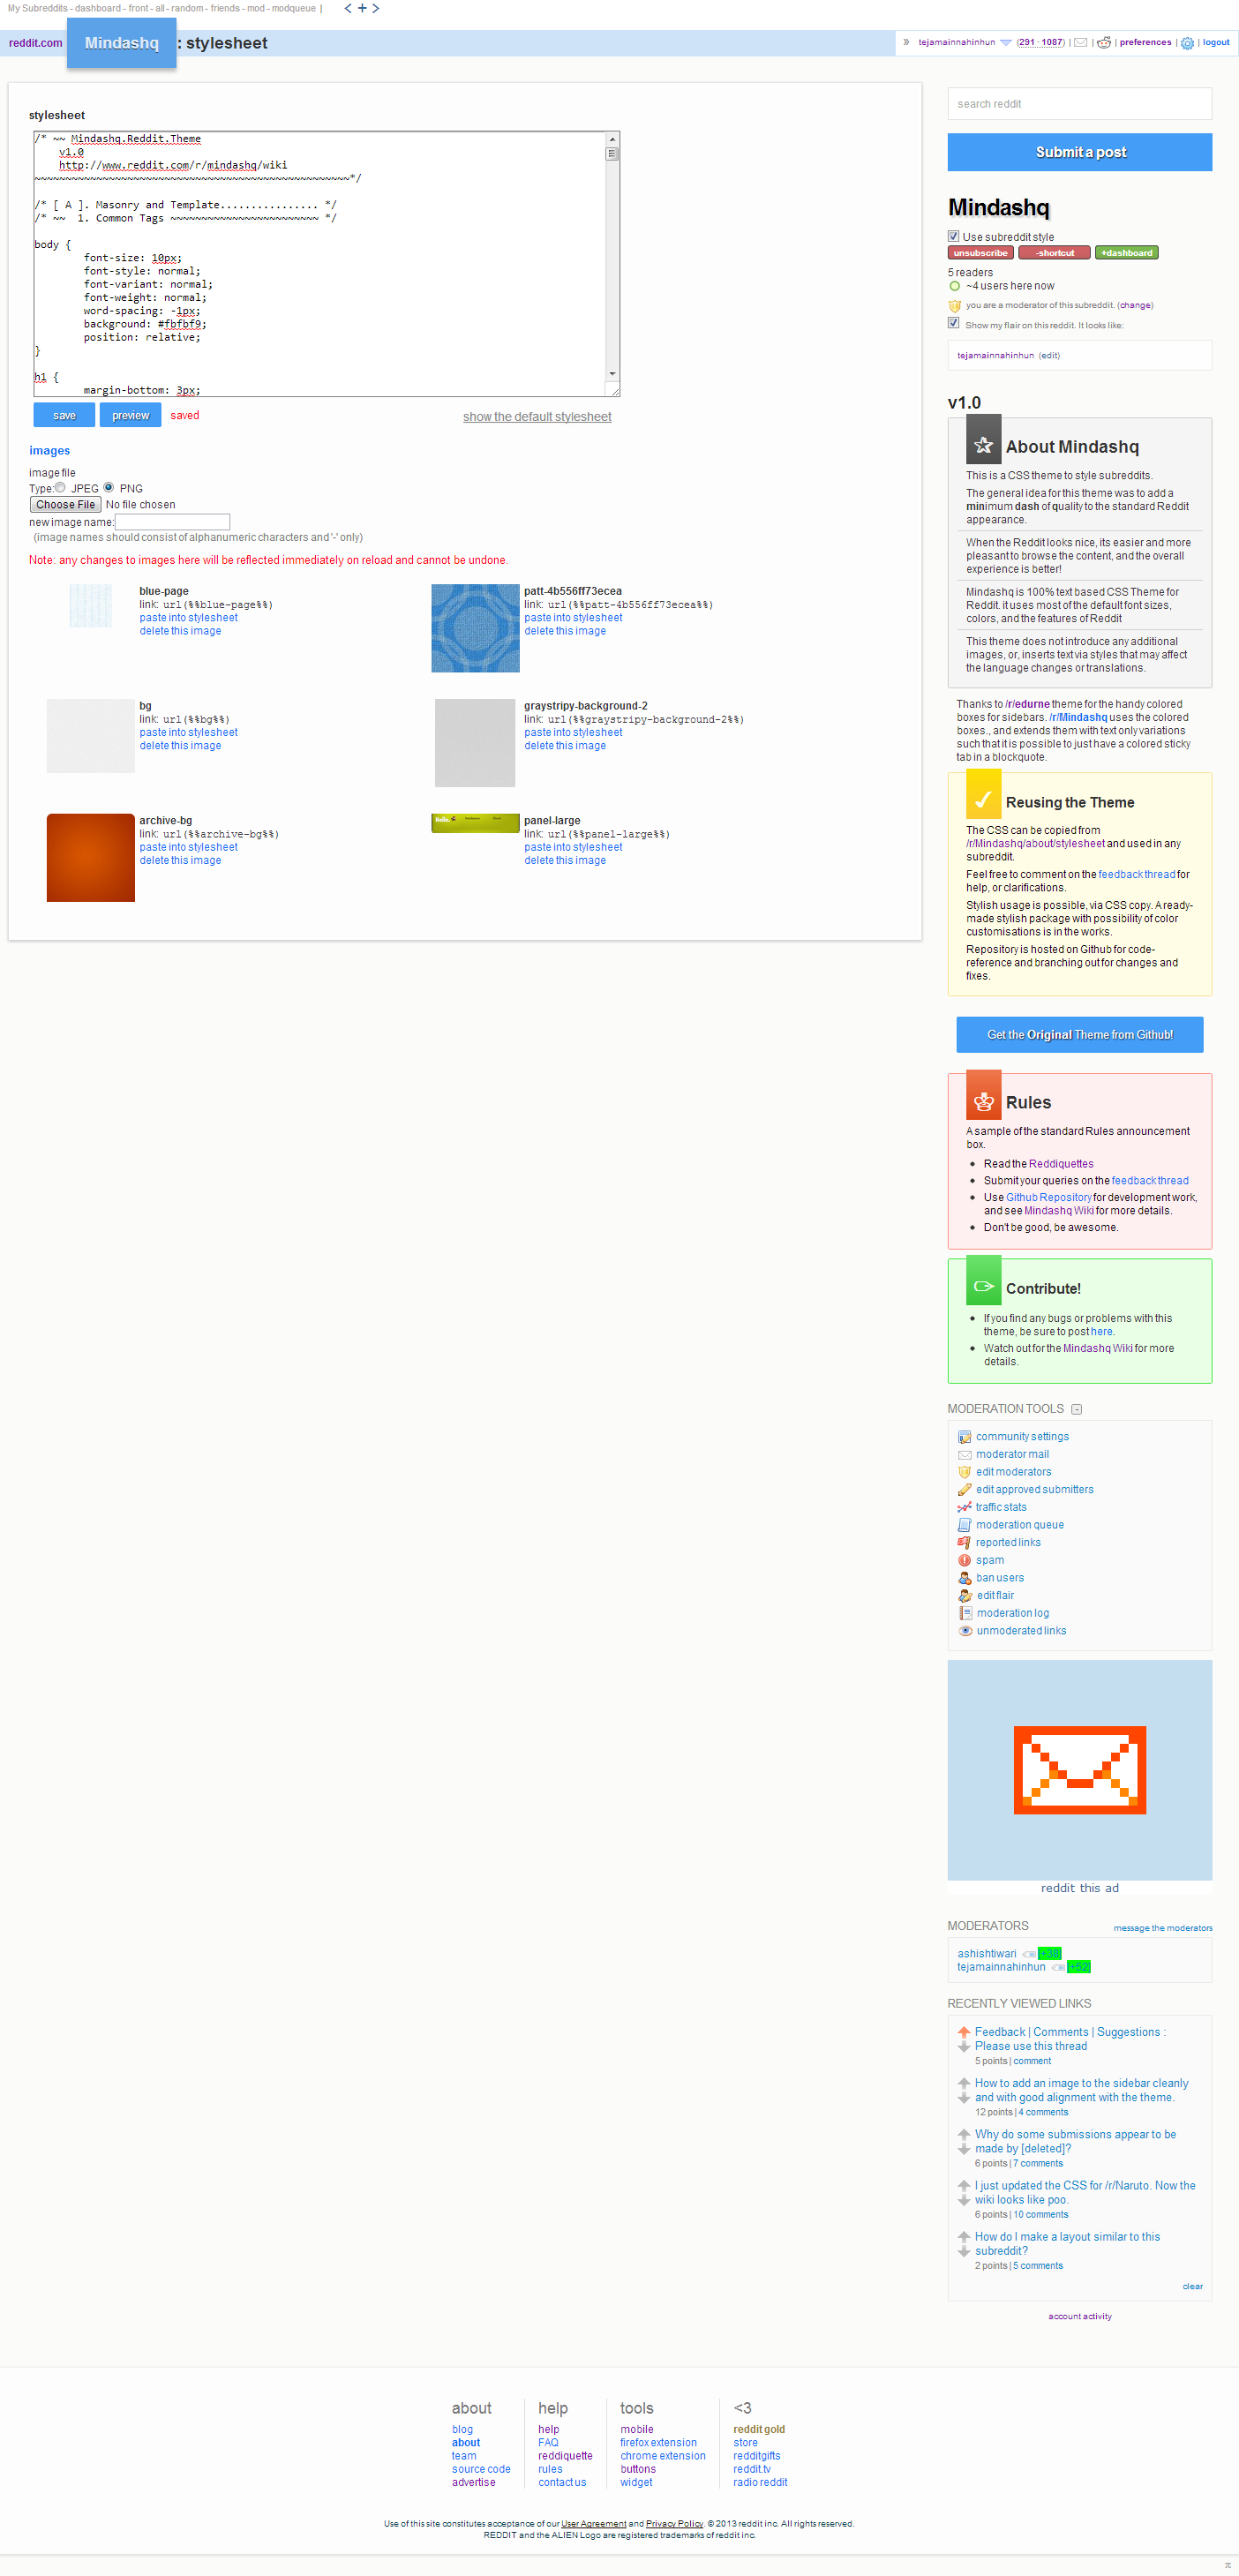 My Subreddits - dashboard - front - all - random - friends - mod - modqueue | < + >
reddit.com Mindashq : stylesheet
» tejamainnahinhun (291 · 1087) | | | preferences | | logout
stylesheet
/* ~~ Mindashq.Reddit.Theme
v1.0
http://www.reddit.com/r/mindashq/wiki
~~~~~~~~~~~~~~~~~~~~~~~~~~~~~~~~~~~~~~~~~~~~~~~~~~~*/
/* [ A ]. Masonry and Template................ */
/* ~~ 1. Common Tags ~~~~~~~~~~~~~~~~~~~~~~~~ */
body {
font-size: 10px;
font-style: normal;
font-variant: normal;
font-weight: normal;
word-spacing: -1px;
background: #fbfbf9;
position: relative;
}
h1 {
margin-bottom: 3px;
save preview saved show the default stylesheet
images
image file
Type: JPEG PNG
Choose File No file chosen
new image name:
(image names should consist of alphanumeric characters and '-' only)
Note: any changes to images here will be reflected immediately on reload and cannot be undone.
blue-page
link: url(%%blue-page%%)
paste into stylesheet
delete this image
patt-4b556ff73ecea
link: url(%%patt-4b556ff73ecea%%)
paste into stylesheet
delete this image
bg
link: url(%%bg%%)
paste into stylesheet
delete this image
graystripy-background-2
link: url(%%graystripy-background-2%%)
paste into stylesheet
delete this image
archive-bg
link: url(%%archive-bg%%)
paste into stylesheet
delete this image
Hello.
panel-large
link: url(%%panel-large%%)
paste into stylesheet
delete this image
search reddit
Submit a post
Mindashq
Use subreddit style
unsubscribe -shortcut +dashboard
5 readers
~4 users here now
you are a moderator of this subreddit. (change)
Show my flair on this reddit. It looks like:
tejamainnahinhun (edit)
v1.0
About Mindashq
This is a CSS theme to style subreddits.
The general idea for this theme was to add a
minimum dash of quality to the standard Reddit
appearance.
When the Reddit looks nice, its easier and more
pleasant to browse the content, and the overall
experience is better!
Mindashq is 100% text based CSS Theme for
Reddit. it uses most of the default font sizes,
colors, and the features of Reddit
This theme does not introduce any additional
images, or, inserts text via styles that may affect
the language changes or translations.
Thanks to /r/edurne theme for the handy colored
boxes for sidebars. /r/Mindashq uses the colored
boxes., and extends them with text only variations
such that it is possible to just have a colored sticky
tab in a blockquote.
Reusing the Theme
The CSS can be copied from
/r/Mindashq/about/stylesheet and used in any
subreddit.
Feel free to comment on the feedback thread for
help, or clarifications.
Stylish usage is possible, via CSS copy. A ready-
made stylish package with possibility of color
customisations is in the works.
Repository is hosted on Github for code-
reference and branching out for changes and
fixes.
Get the Original Theme from Github!
Rules
A sample of the standard Rules announcement
box.
Read the Reddiquettes
Submit your queries on the feedback thread
Use Github Repository for development work,
and see Mindashq Wiki for more details.
Don't be good, be awesome.
Contribute!
If you find any bugs or problems with this
theme, be sure to post here.
Watch out for the Mindashq Wiki for more
details.
MODERATION TOOLS -
community settings
moderator mail
edit moderators
edit approved submitters
traffic stats
moderation queue
reported links
spam
ban users
edit flair
moderation log
unmoderated links
reddit this ad
MODERATORS message the moderators
ashishtiwari [+38]
tejamainnahinhun [+52]
RECENTLY VIEWED LINKS
Feedback | Comments | Suggestions :
Please use this thread
5 points | comment
How to add an image to the sidebar cleanly
and with good alignment with the theme.
12 points | 4 comments
Why do some submissions appear to be
made by [deleted]?
6 points | 7 comments
I just updated the CSS for /r/Naruto. Now the
wiki looks like poo.
6 points | 10 comments
How do I make a layout similar to this
subreddit?
2 points | 5 comments
clear
account activity
about
blog
about
team
source code
advertise
help
help
FAQ
reddiquette
rules
contact us
tools
mobile
firefox extension
chrome extension
buttons
widget
<3
reddit gold
store
redditgifts
reddit.tv
radio reddit
Use of this site constitutes acceptance of our User Agreement and Privacy Policy. © 2013 reddit inc. All rights reserved.
REDDIT and the ALIEN Logo are registered trademarks of reddit inc.
π